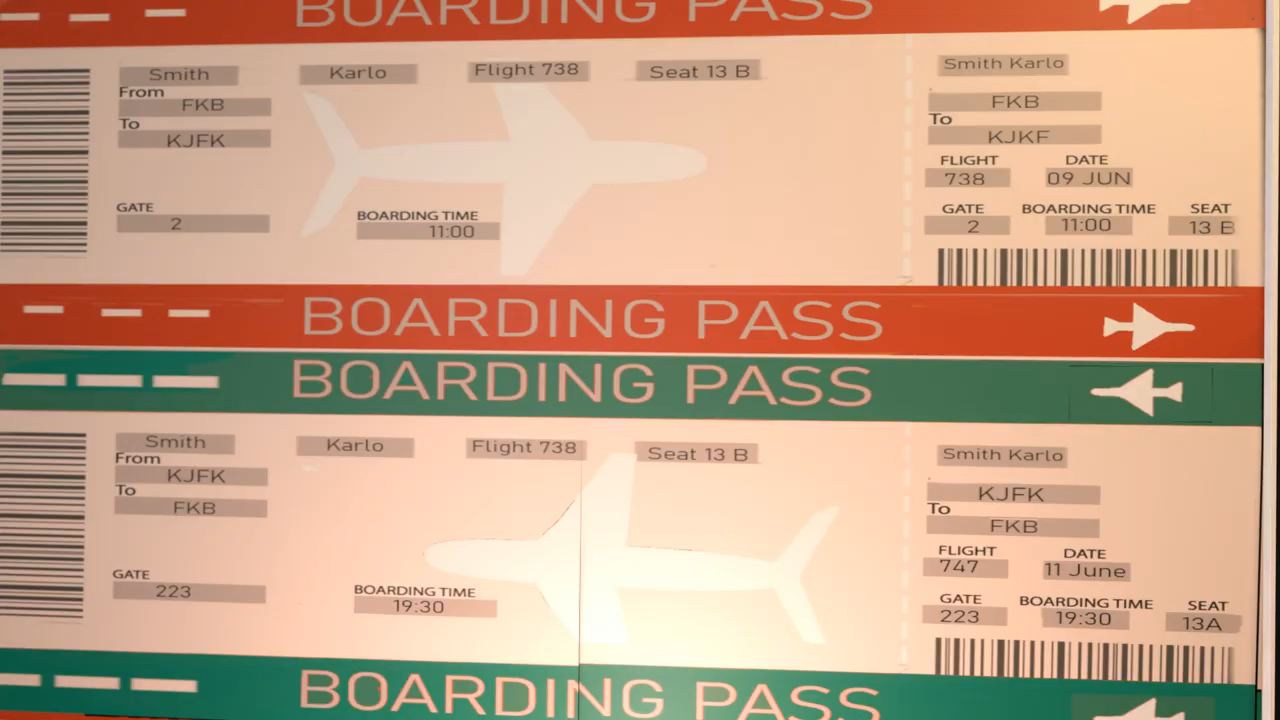 BOARDING PASS
Smith Karlo Flight 738 Seat 13 B Smith Karlo
From
FKB FKB
To To
KJFK KJKF
FLIGHT DATE
738 09 JUN
GATE BOARDING TIME GATE BOARDING TIME SEAT
2 11:00 2 11:00 13 B
BOARDING PASS
BOARDING PASS
Smith Karlo Flight 738 Seat 13 B Smith Karlo
From
KJFK KJFK
To To
FKB FKB
FLIGHT DATE
747 11 June
GATE BOARDING TIME GATE BOARDING TIME SEAT
223 19:30 223 19:30 13A
BOARDING PASS